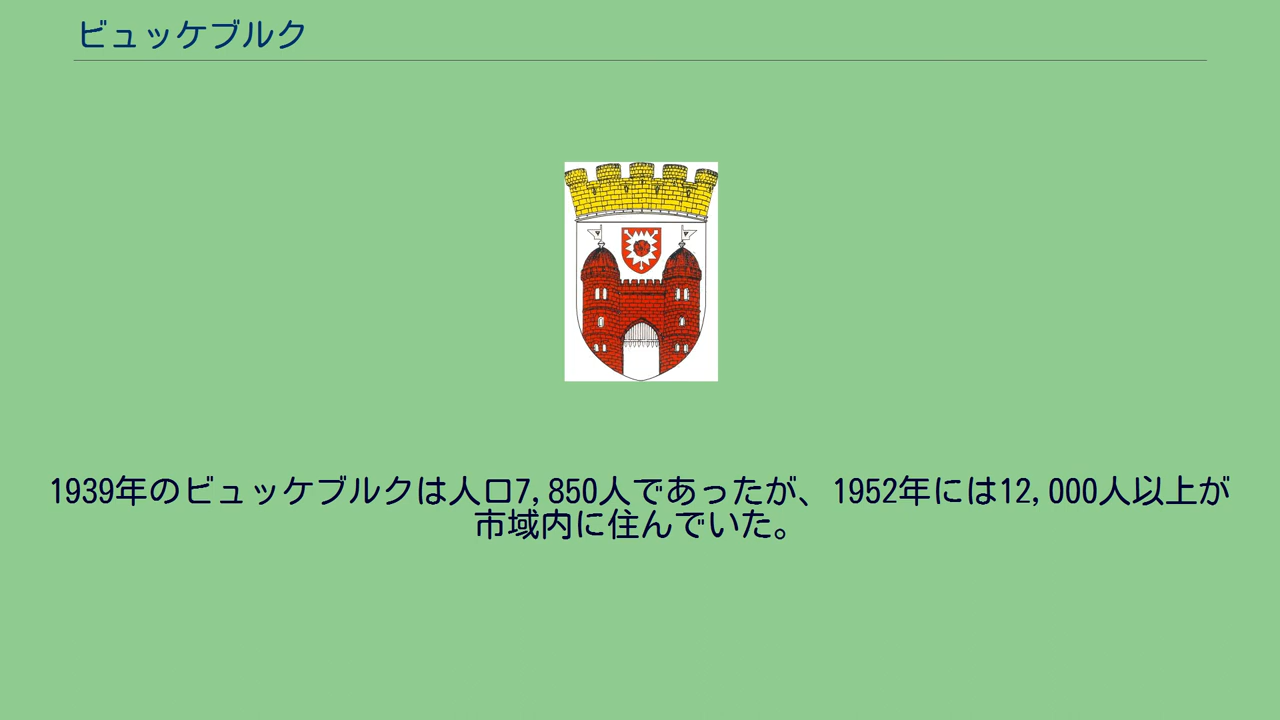 ビュッケブルク
1939年のビュッケブルクは人口7,850人であったが、1952年には12,000人以上が
市域内に住んでいた。